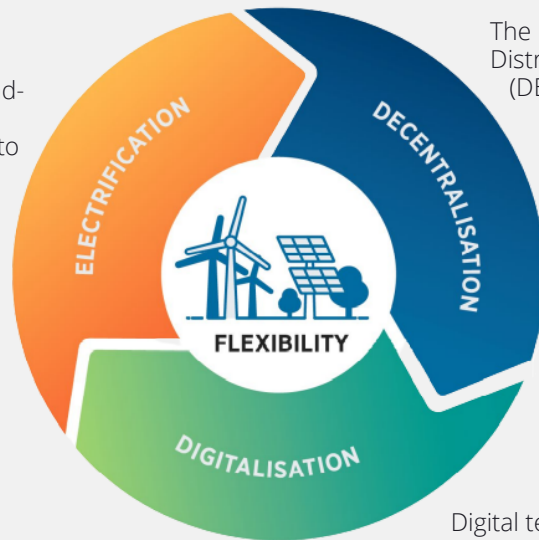 The
Distr
(DE
d-
to
ELECTRIFICATION
DECENTRALISATION
FLEXIBILITY
DIGITALISATION
Digital te